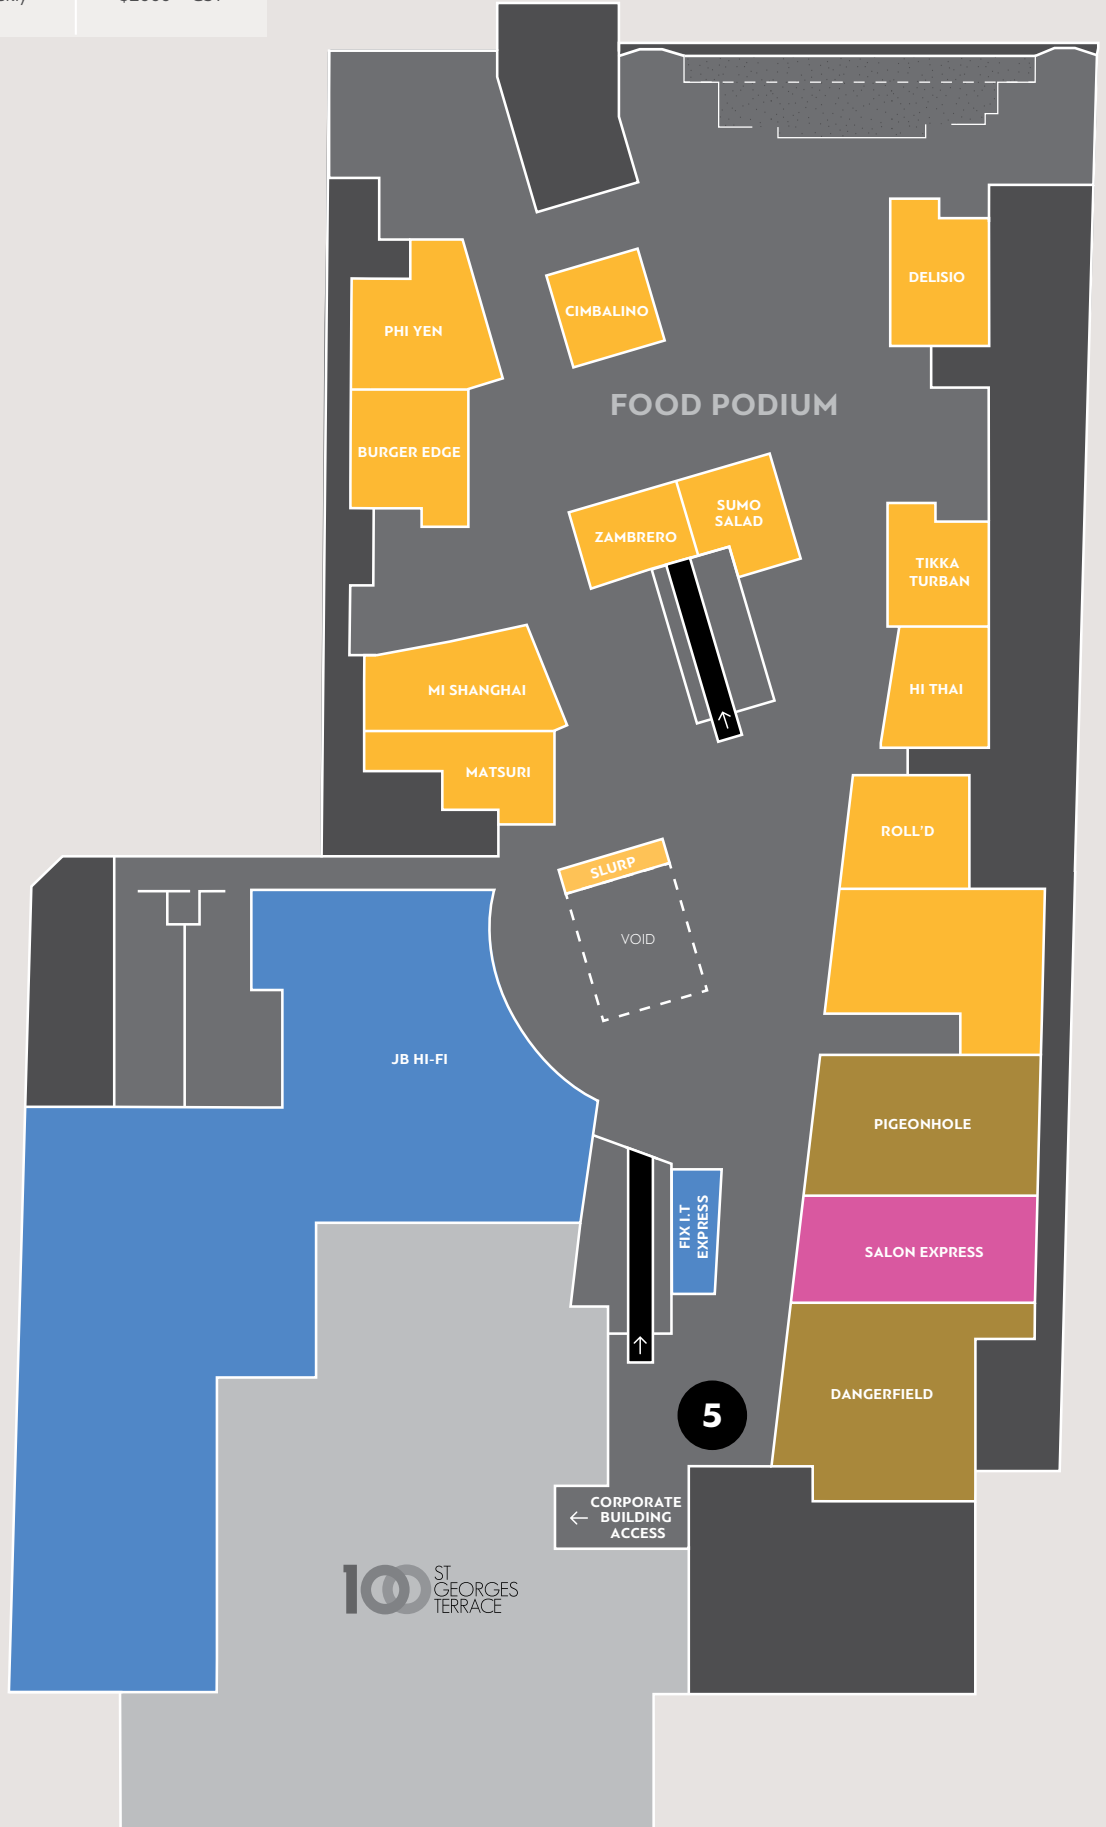 DELISIO
CIMBALINO
PHI YEN
FOOD PODIUM
BURGER EDGE
SUMO
SALAD
ZAMBRERO
TIKKA
TURBAN
MI SHANGHAI
HI THAI
MATSURI
ROLL'D
SLURP
VOID
JB HI-FI
PIGEONHOLE
FIX I.T
EXPRESS
SALON EXPRESS
DANGERFIELD
5
← CORPORATE
BUILDING
ACCESS
100 ST
GEORGES
TERRACE